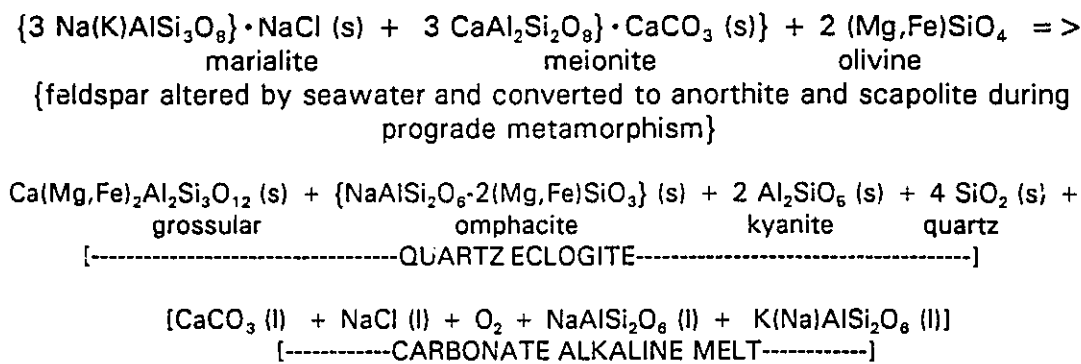 {3 Na(K)AlSi₃O₈}·NaCl (s) + 3 CaAl₂Si₂O₈}·CaCO₃ (s)} + 2 (Mg,Fe)SiO₄ = >
marialite meionite olivine
{feldspar altered by seawater and converted to anorthite and scapolite during
prograde metamorphism}
Ca(Mg,Fe)₂Al₂Si₃O₁₂ (s) + {NaAlSi₂O₆-2(Mg,Fe)SiO₃} (s) + 2 Al₂SiO₅ (s) + 4 SiO₂ (s) +
grossular omphacite kyanite quartz
[---------------------------------QUARTZ ECLOGITE-------------------------------------]
[CaCO₃ (l) + NaCl (l) + O₂ + NaAlSi₂O₆ (l) + K(Na)AlSi₂O₆ (l)]
[------------CARBONATE ALKALINE MELT------------]